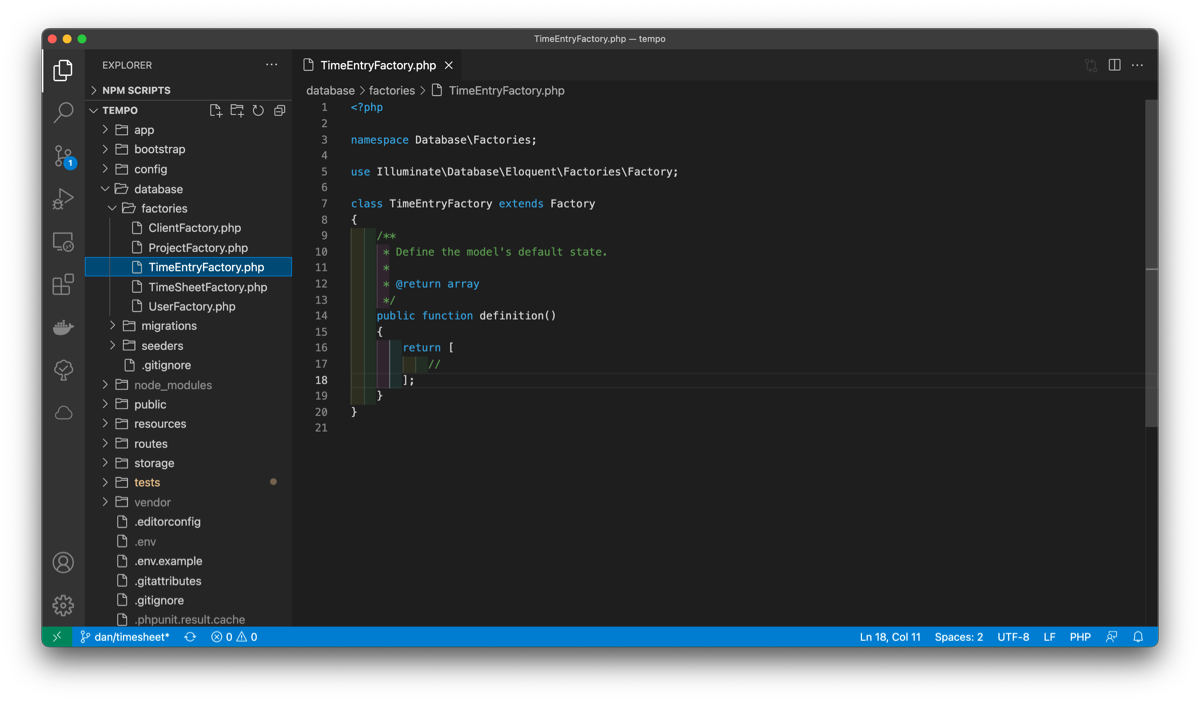 TimeEntryFactory.php — tempo
EXPLORER
NPM SCRIPTS
TEMPO
app
bootstrap
config
database
factories
ClientFactory.php
ProjectFactory.php
TimeEntryFactory.php
TimeSheetFactory.php
UserFactory.php
migrations
seeders
.gitignore
node_modules
public
resources
routes
storage
tests
vendor
.editorconfig
.env
.env.example
.gitattributes
.gitignore
.phpunit.result.cache
1
TimeEntryFactory.php
database > factories > TimeEntryFactory.php
1 <?php
2
3 namespace Database\Factories;
4
5 use Illuminate\Database\Eloquent\Factories\Factory;
6
7 class TimeEntryFactory extends Factory
8 {
9 /**
10 * Define the model's default state.
11 *
12 * @return array
13 */
14 public function definition()
15 {
16 return [
17 //
18 ];
19 }
20 }
21
dan/timesheet* 0 0 Ln 18, Col 11 Spaces: 2 UTF-8 LF PHP